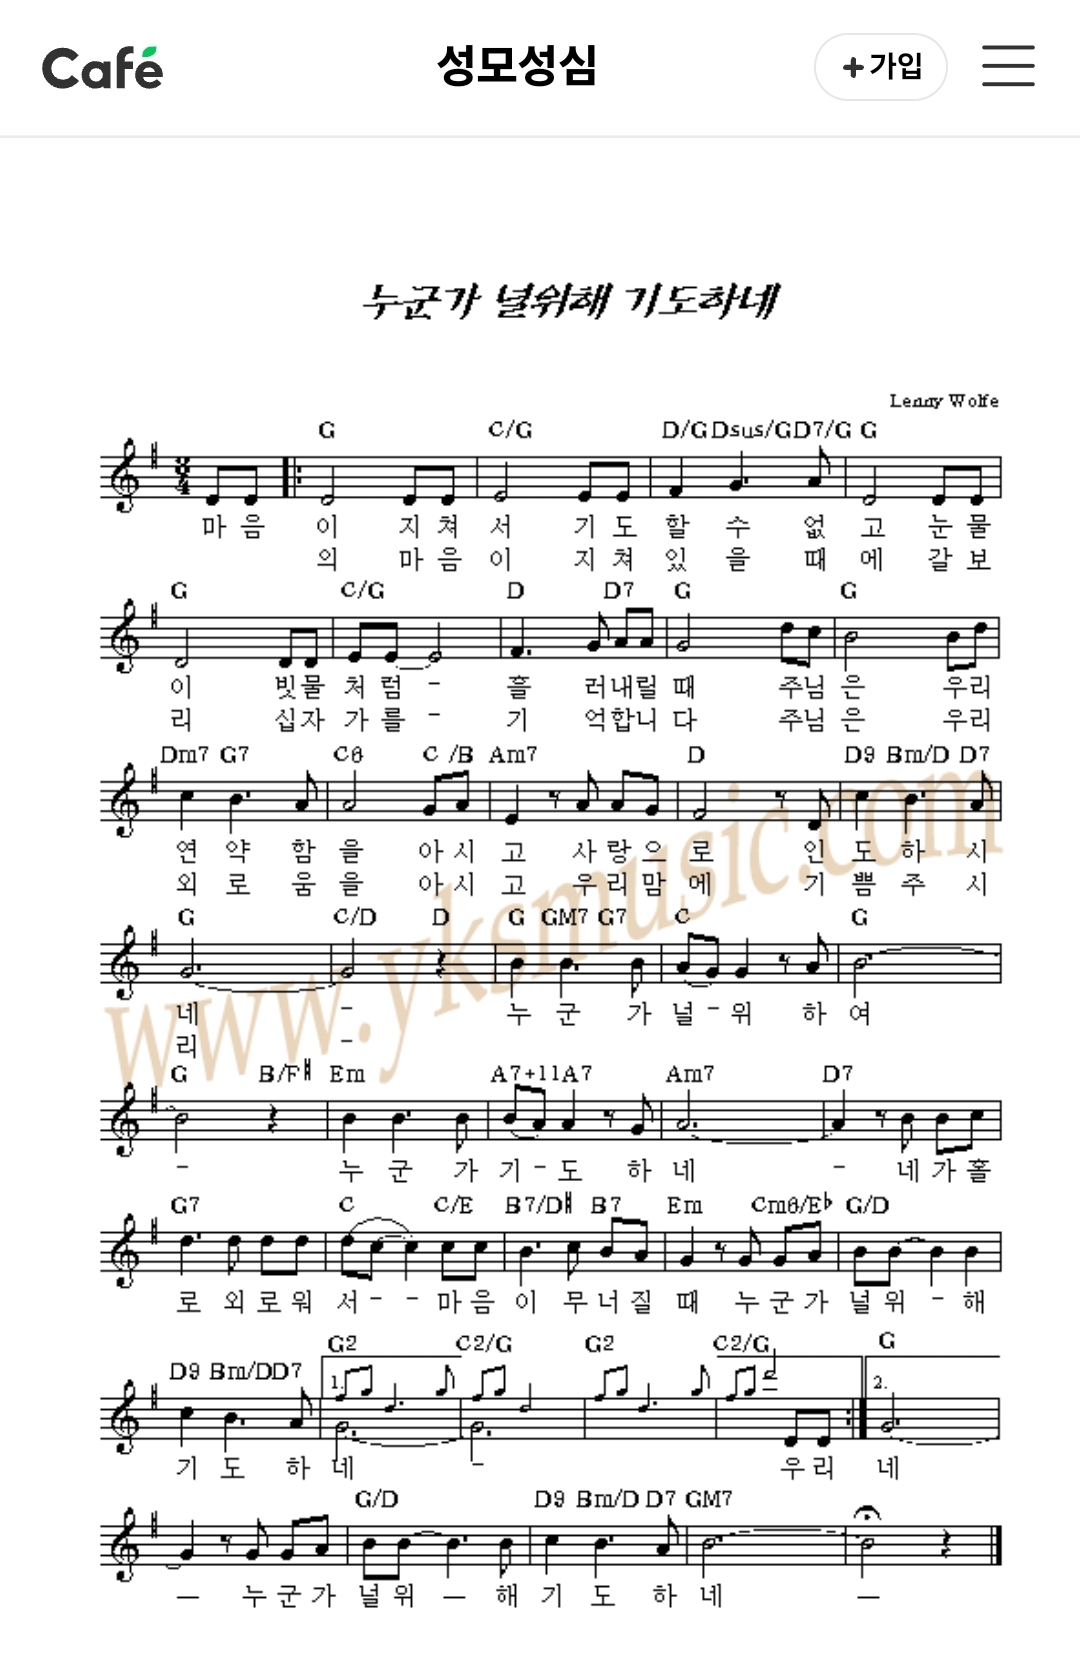 Café 성모성심 +가입
누군가 널위해 기도하네
Lenny Wolfe
G C/G D/G Dsus/G D7/G G
마 음 이 지 쳐 서 기 도 할 수 없 고 눈 물
의 마 음 이 지 쳐 있 을 때 에 갈 보
G C/G D D7 G G
이 빗 물 처 럼 - 흘 러 내 릴 때 주 님 은 우 리
리 십 자 가 를 - 기 억 합 니 다 주 님 은 우 리
Dm7 G7 C6 C /B Am7 D D9 Bm/D D7
연 약 함 을 아 시 고 사 랑 으 로 인 도 하 시
외 로 움 을 아 시 고 우 리 맘 에 기 쁨 주 시
G C/D D G GM7 G7 C G
네 - 누 군 가 널 - 위 하 여
리 -
www.yksmusic.com
G B/F# Em A7+11 A7 Am7 D7
- 누 군 가 기 - 도 하 네 - 네 가 홀
G7 C C/E B7/D# B7 Em Cm6/E♭ G/D
로 외 로 워 서 - - 마 음 이 무 너 질 때 누 군 가 널 위 - 해
D9 Bm/D D7 G2 C2/G G2 C2/G G
1. 2.
기 도 하 네 - 우 리 네
G/D D9 Bm/D D7 GM7
— 누 군 가 널 위 — 해 기 도 하 네 —